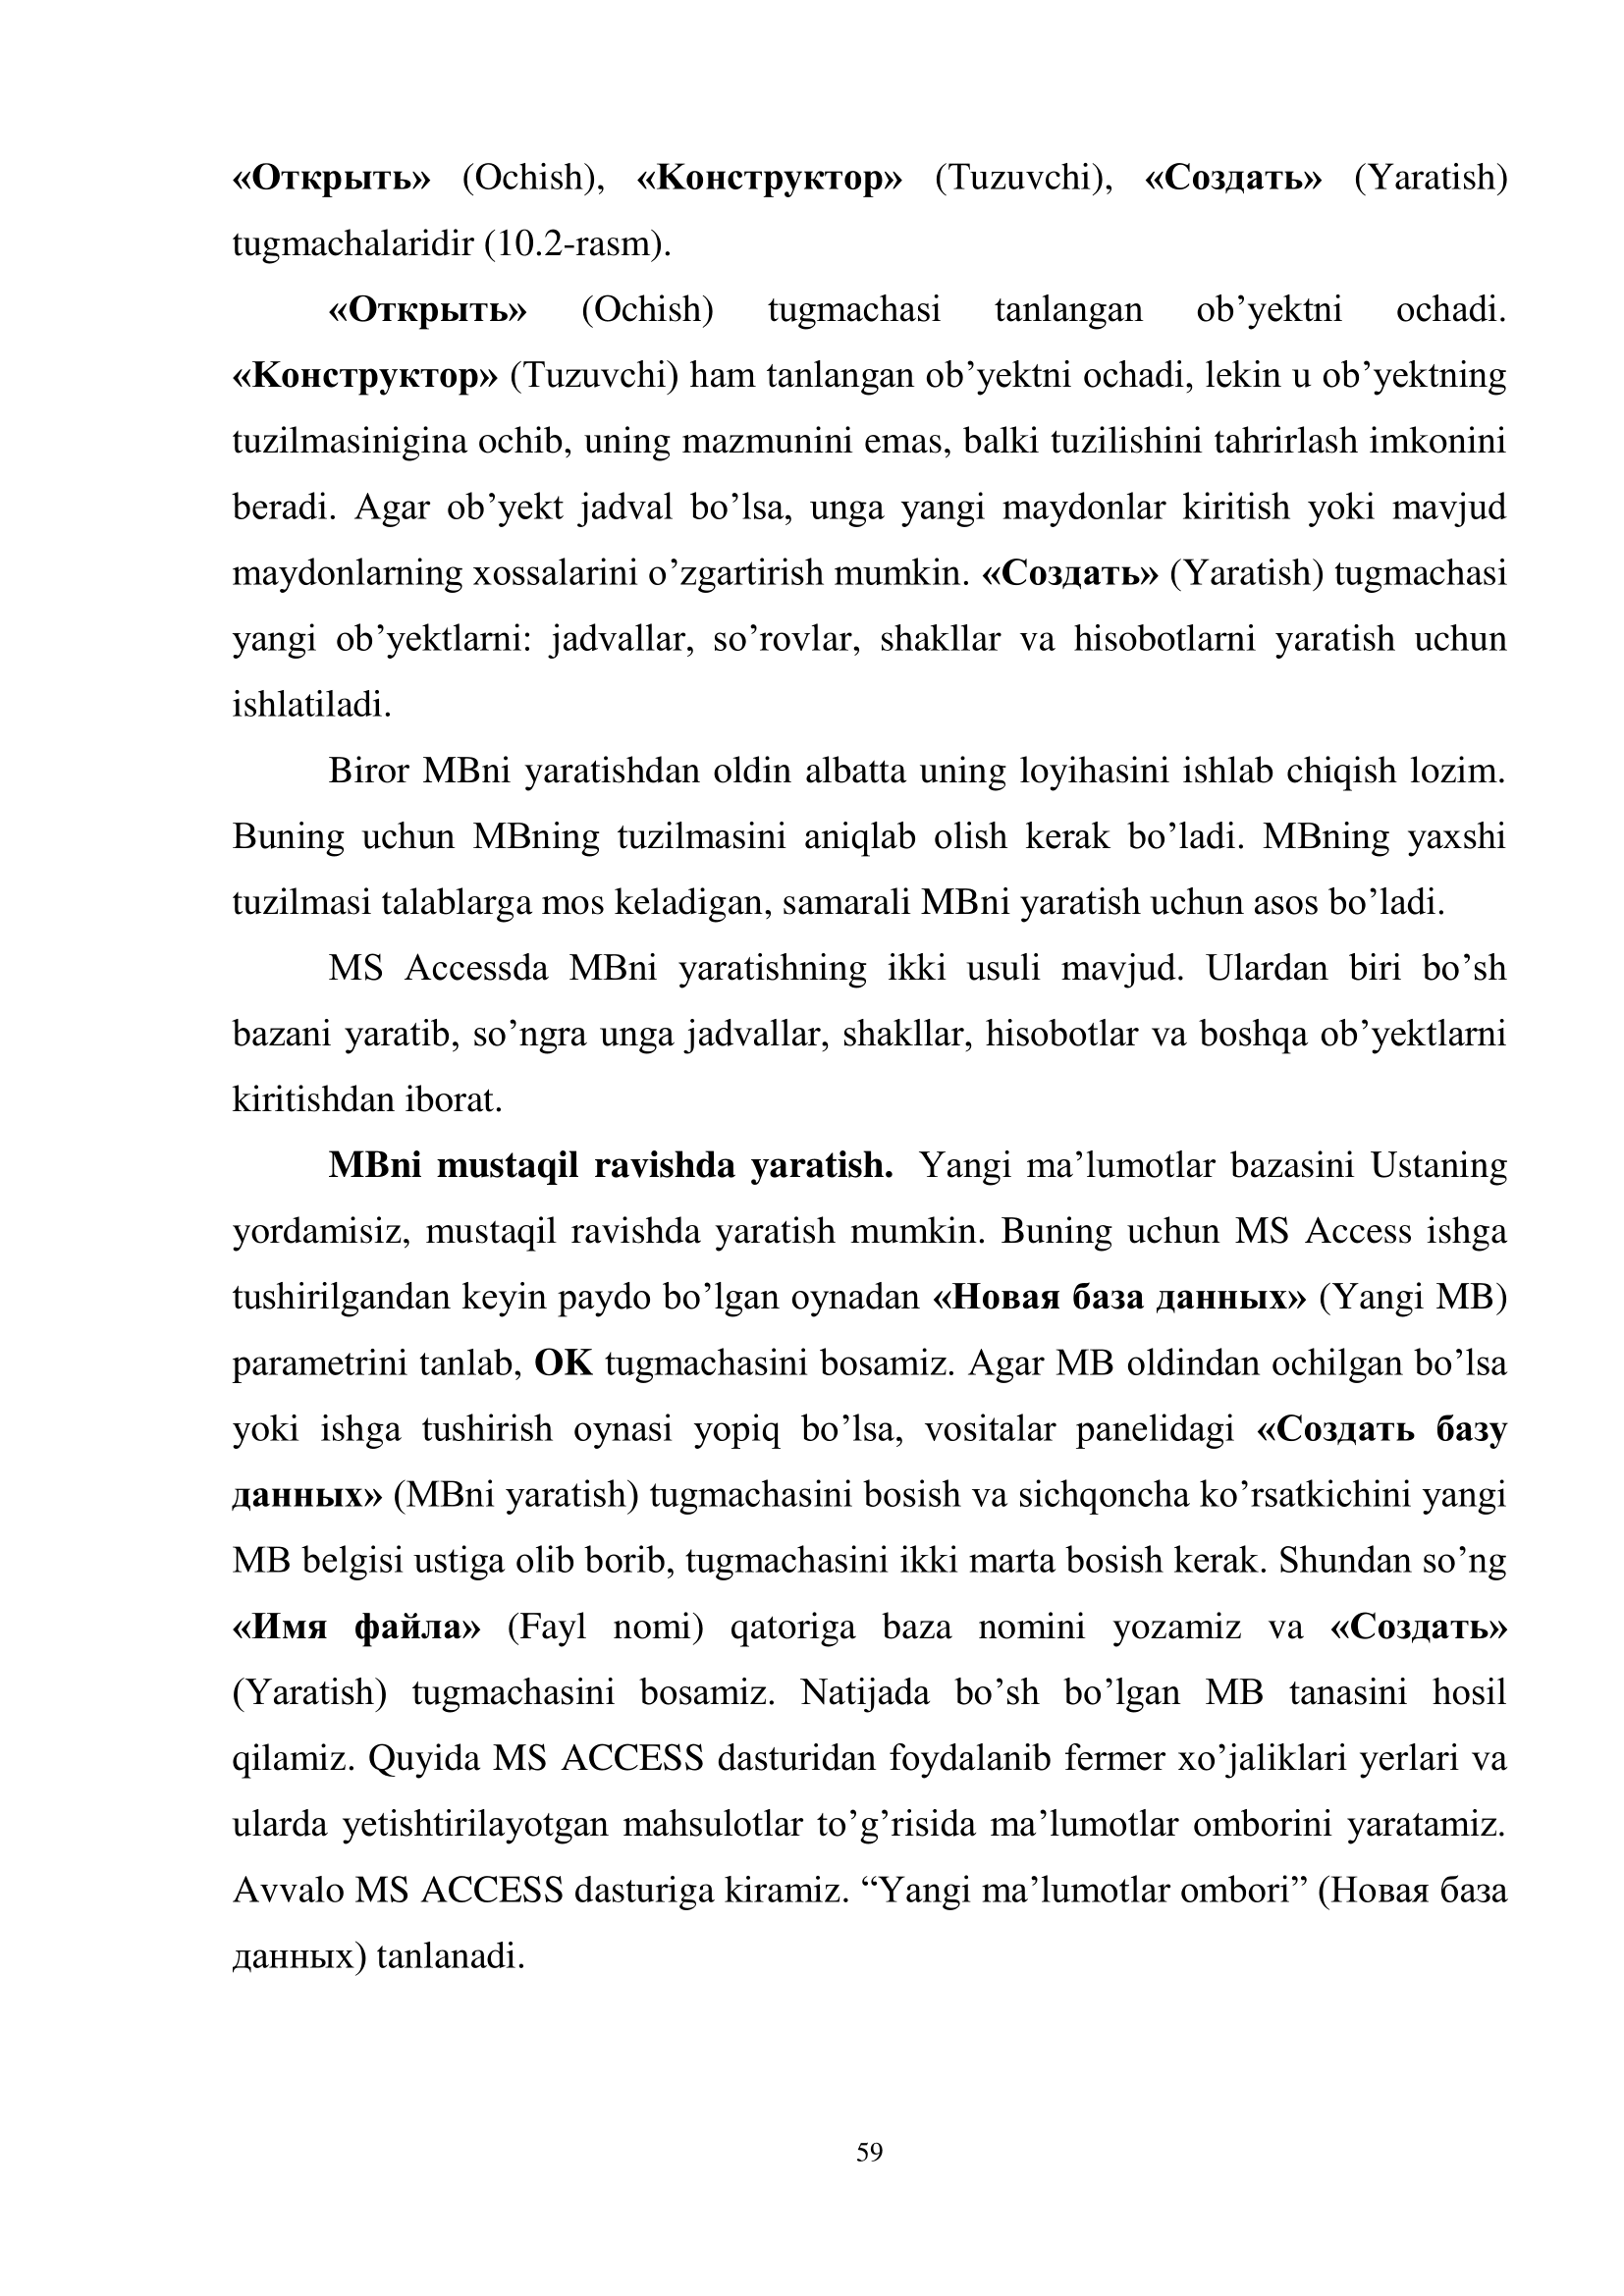 «Открыть» (Ochish), «Конструктор» (Tuzuvchi), «Создать» (Yaratish)
tugmachalaridir (10.2-rasm).
«Открыть» (Ochish) tugmachasi tanlangan ob’yektni ochadi.
«Конструктор» (Tuzuvchi) ham tanlangan ob’yektni ochadi, lekin u ob’yektning
tuzilmasinigina ochib, uning mazmunini emas, balki tuzilishini tahrirlash imkonini
beradi. Agar ob’yekt jadval bo’lsa, unga yangi maydonlar kiritish yoki mavjud
maydonlarning xossalarini o’zgartirish mumkin. «Создать» (Yaratish) tugmachasi
yangi ob’yektlarni: jadvallar, so’rovlar, shakllar va hisobotlarni yaratish uchun
ishlatiladi.
Biror MBni yaratishdan oldin albatta uning loyihasini ishlab chiqish lozim.
Buning uchun MBning tuzilmasini aniqlab olish kerak bo’ladi. MBning yaxshi
tuzilmasi talablarga mos keladigan, samarali MBni yaratish uchun asos bo’ladi.
MS Accessda MBni yaratishning ikki usuli mavjud. Ulardan biri bo’sh
bazani yaratib, so’ngra unga jadvallar, shakllar, hisobotlar va boshqa ob’yektlarni
kiritishdan iborat.
MBni mustaqil ravishda yaratish. Yangi ma’lumotlar bazasini Ustaning
yordamisiz, mustaqil ravishda yaratish mumkin. Buning uchun MS Access ishga
tushirilgandan keyin paydo bo’lgan oynadan «Новая база данных» (Yangi MB)
parametrini tanlab, OK tugmachasini bosamiz. Agar MB oldindan ochilgan bo’lsa
yoki ishga tushirish oynasi yopiq bo’lsa, vositalar panelidagi «Создать базу
данных» (MBni yaratish) tugmachasini bosish va sichqoncha ko’rsatkichini yangi
MB belgisi ustiga olib borib, tugmachasini ikki marta bosish kerak. Shundan so’ng
«Имя файла» (Fayl nomi) qatoriga baza nomini yozamiz va «Создать»
(Yaratish) tugmachasini bosamiz. Natijada bo’sh bo’lgan MB tanasini hosil
qilamiz. Quyida MS ACCESS dasturidan foydalanib fermer xo’jaliklari yerlari va
ularda yetishtirilayotgan mahsulotlar to’g’risida ma’lumotlar omborini yaratamiz.
Avvalo MS ACCESS dasturiga kiramiz. “Yangi ma’lumotlar ombori” (Новая база
данных) tanlanadi.
59